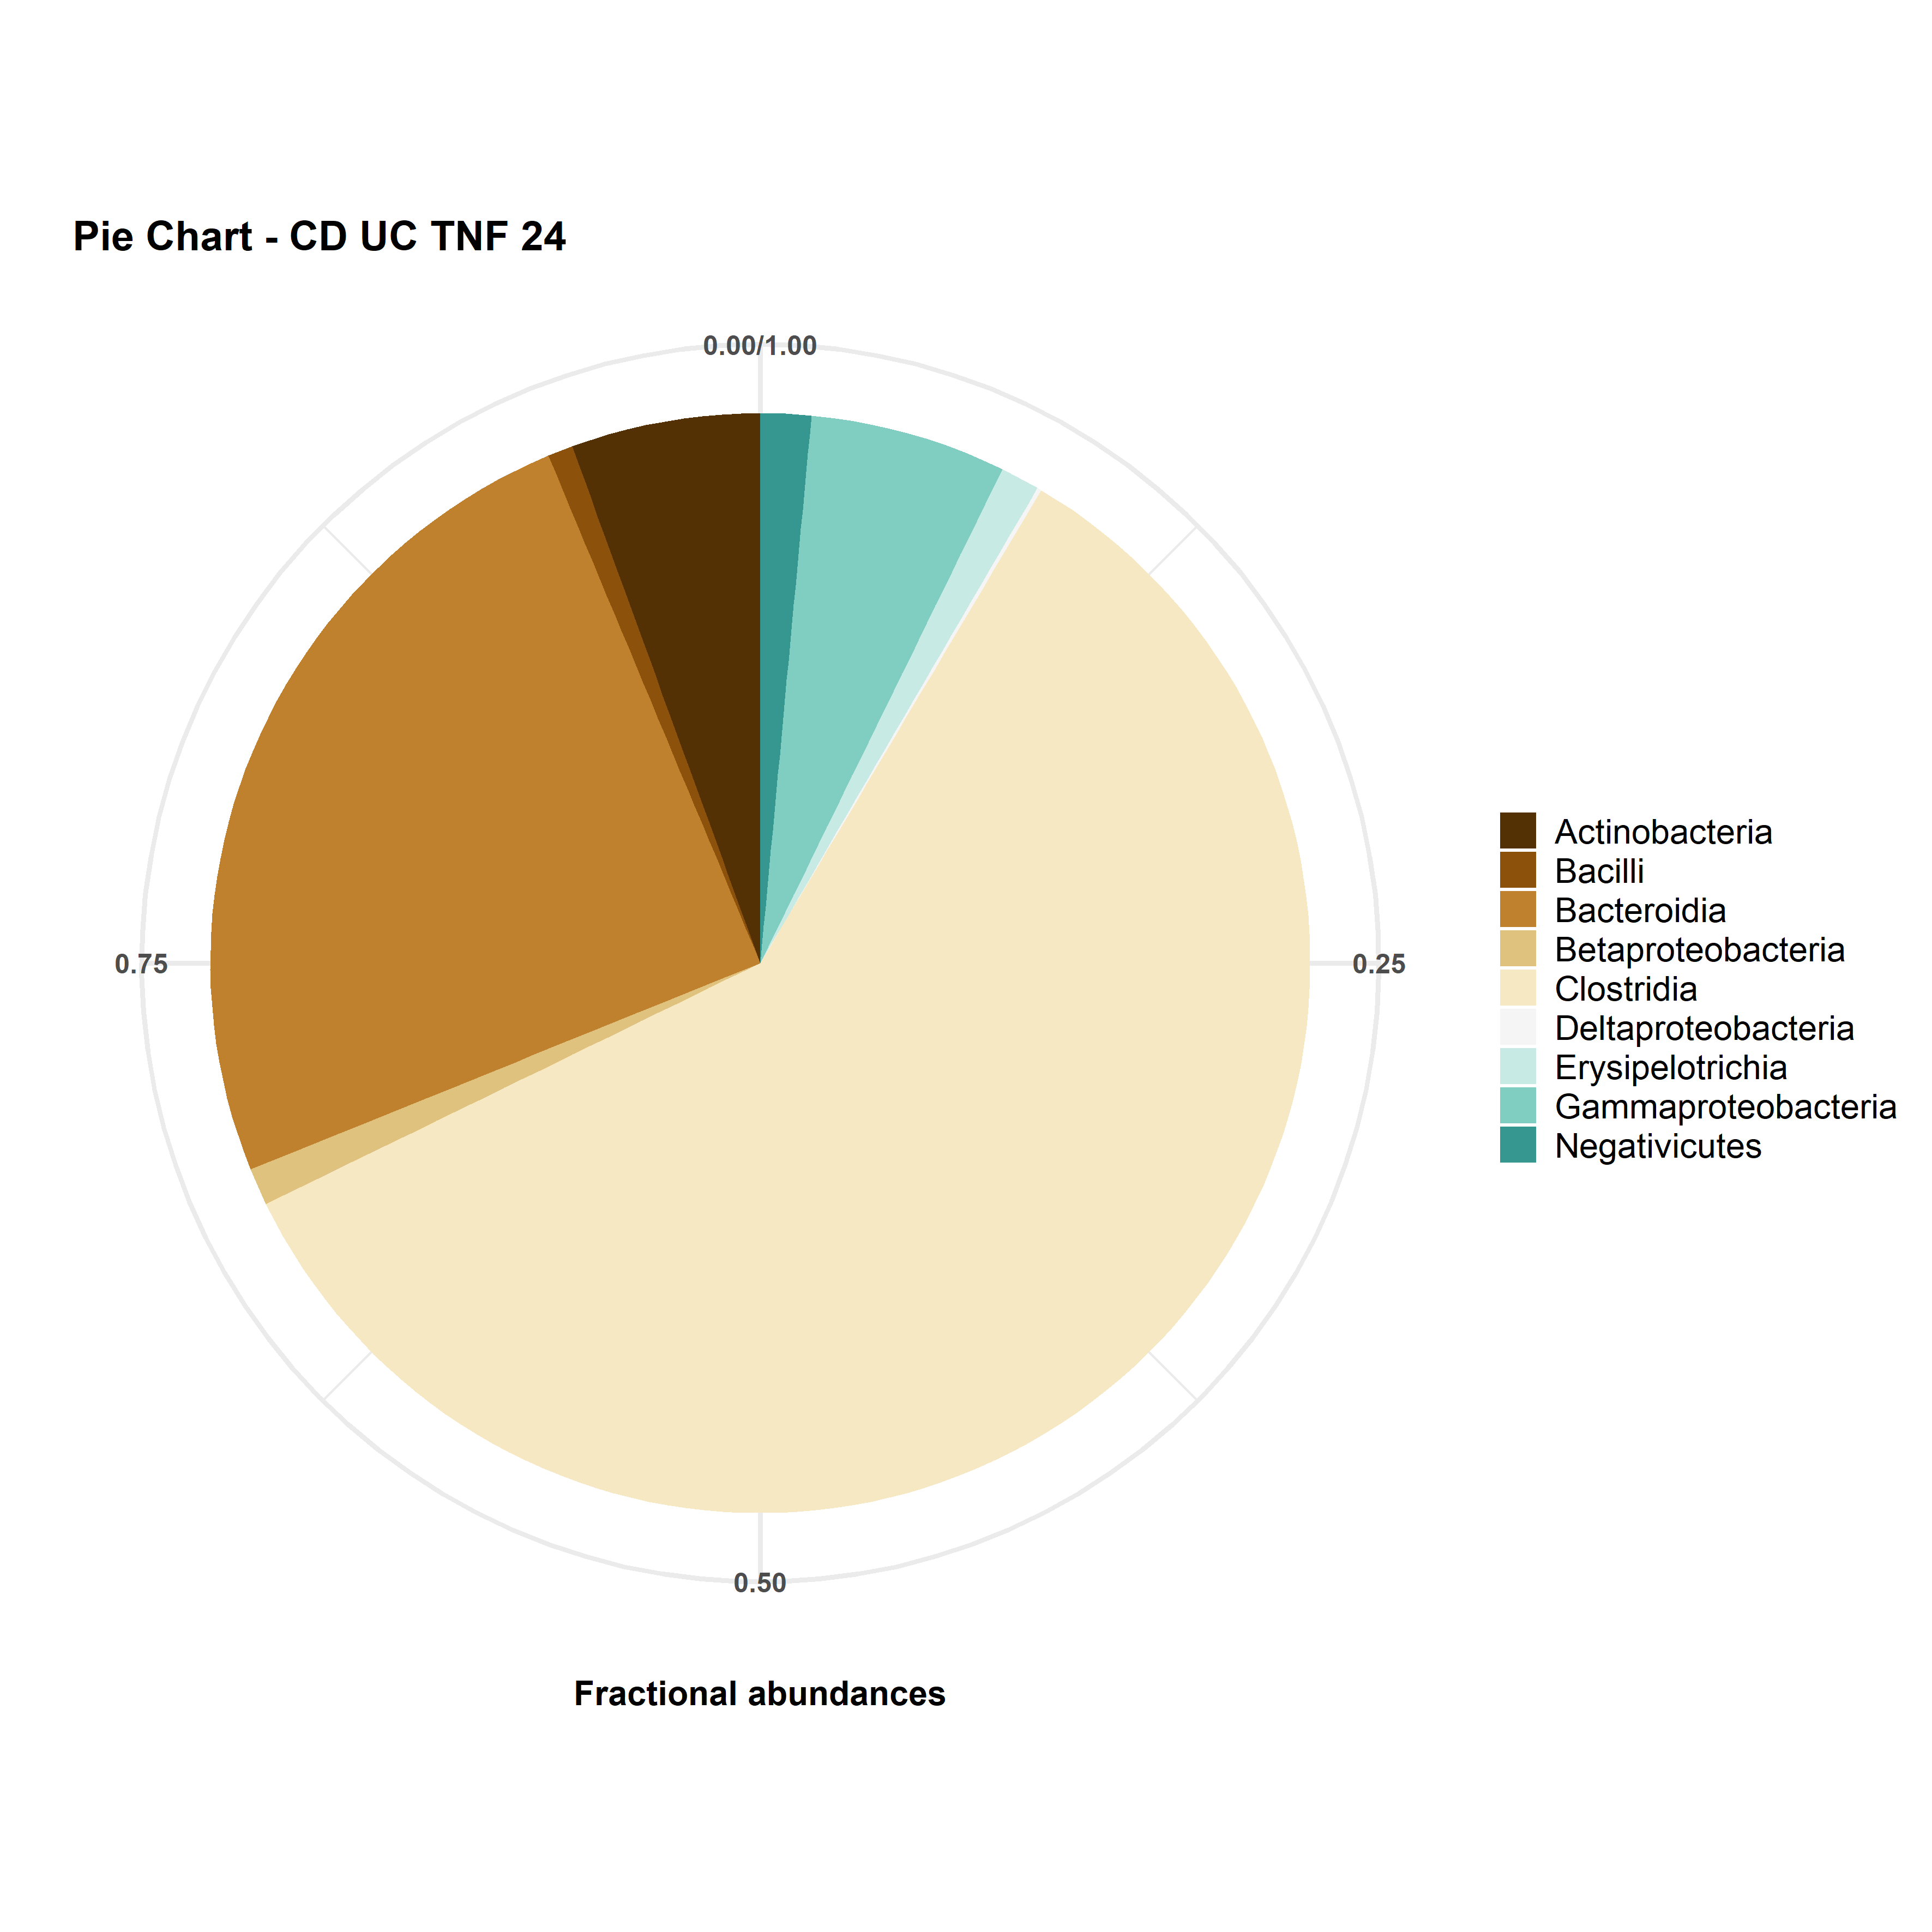 Pie Chart - CD UC TNF 24
0.00/1.00
0.75
0.25
0.50
Fractional abundances
Actinobacteria
Bacilli
Bacteroidia
Betaproteobacteria
Clostridia
Deltaproteobacteria
Erysipelotrichia
Gammaproteobacteria
Negativicutes